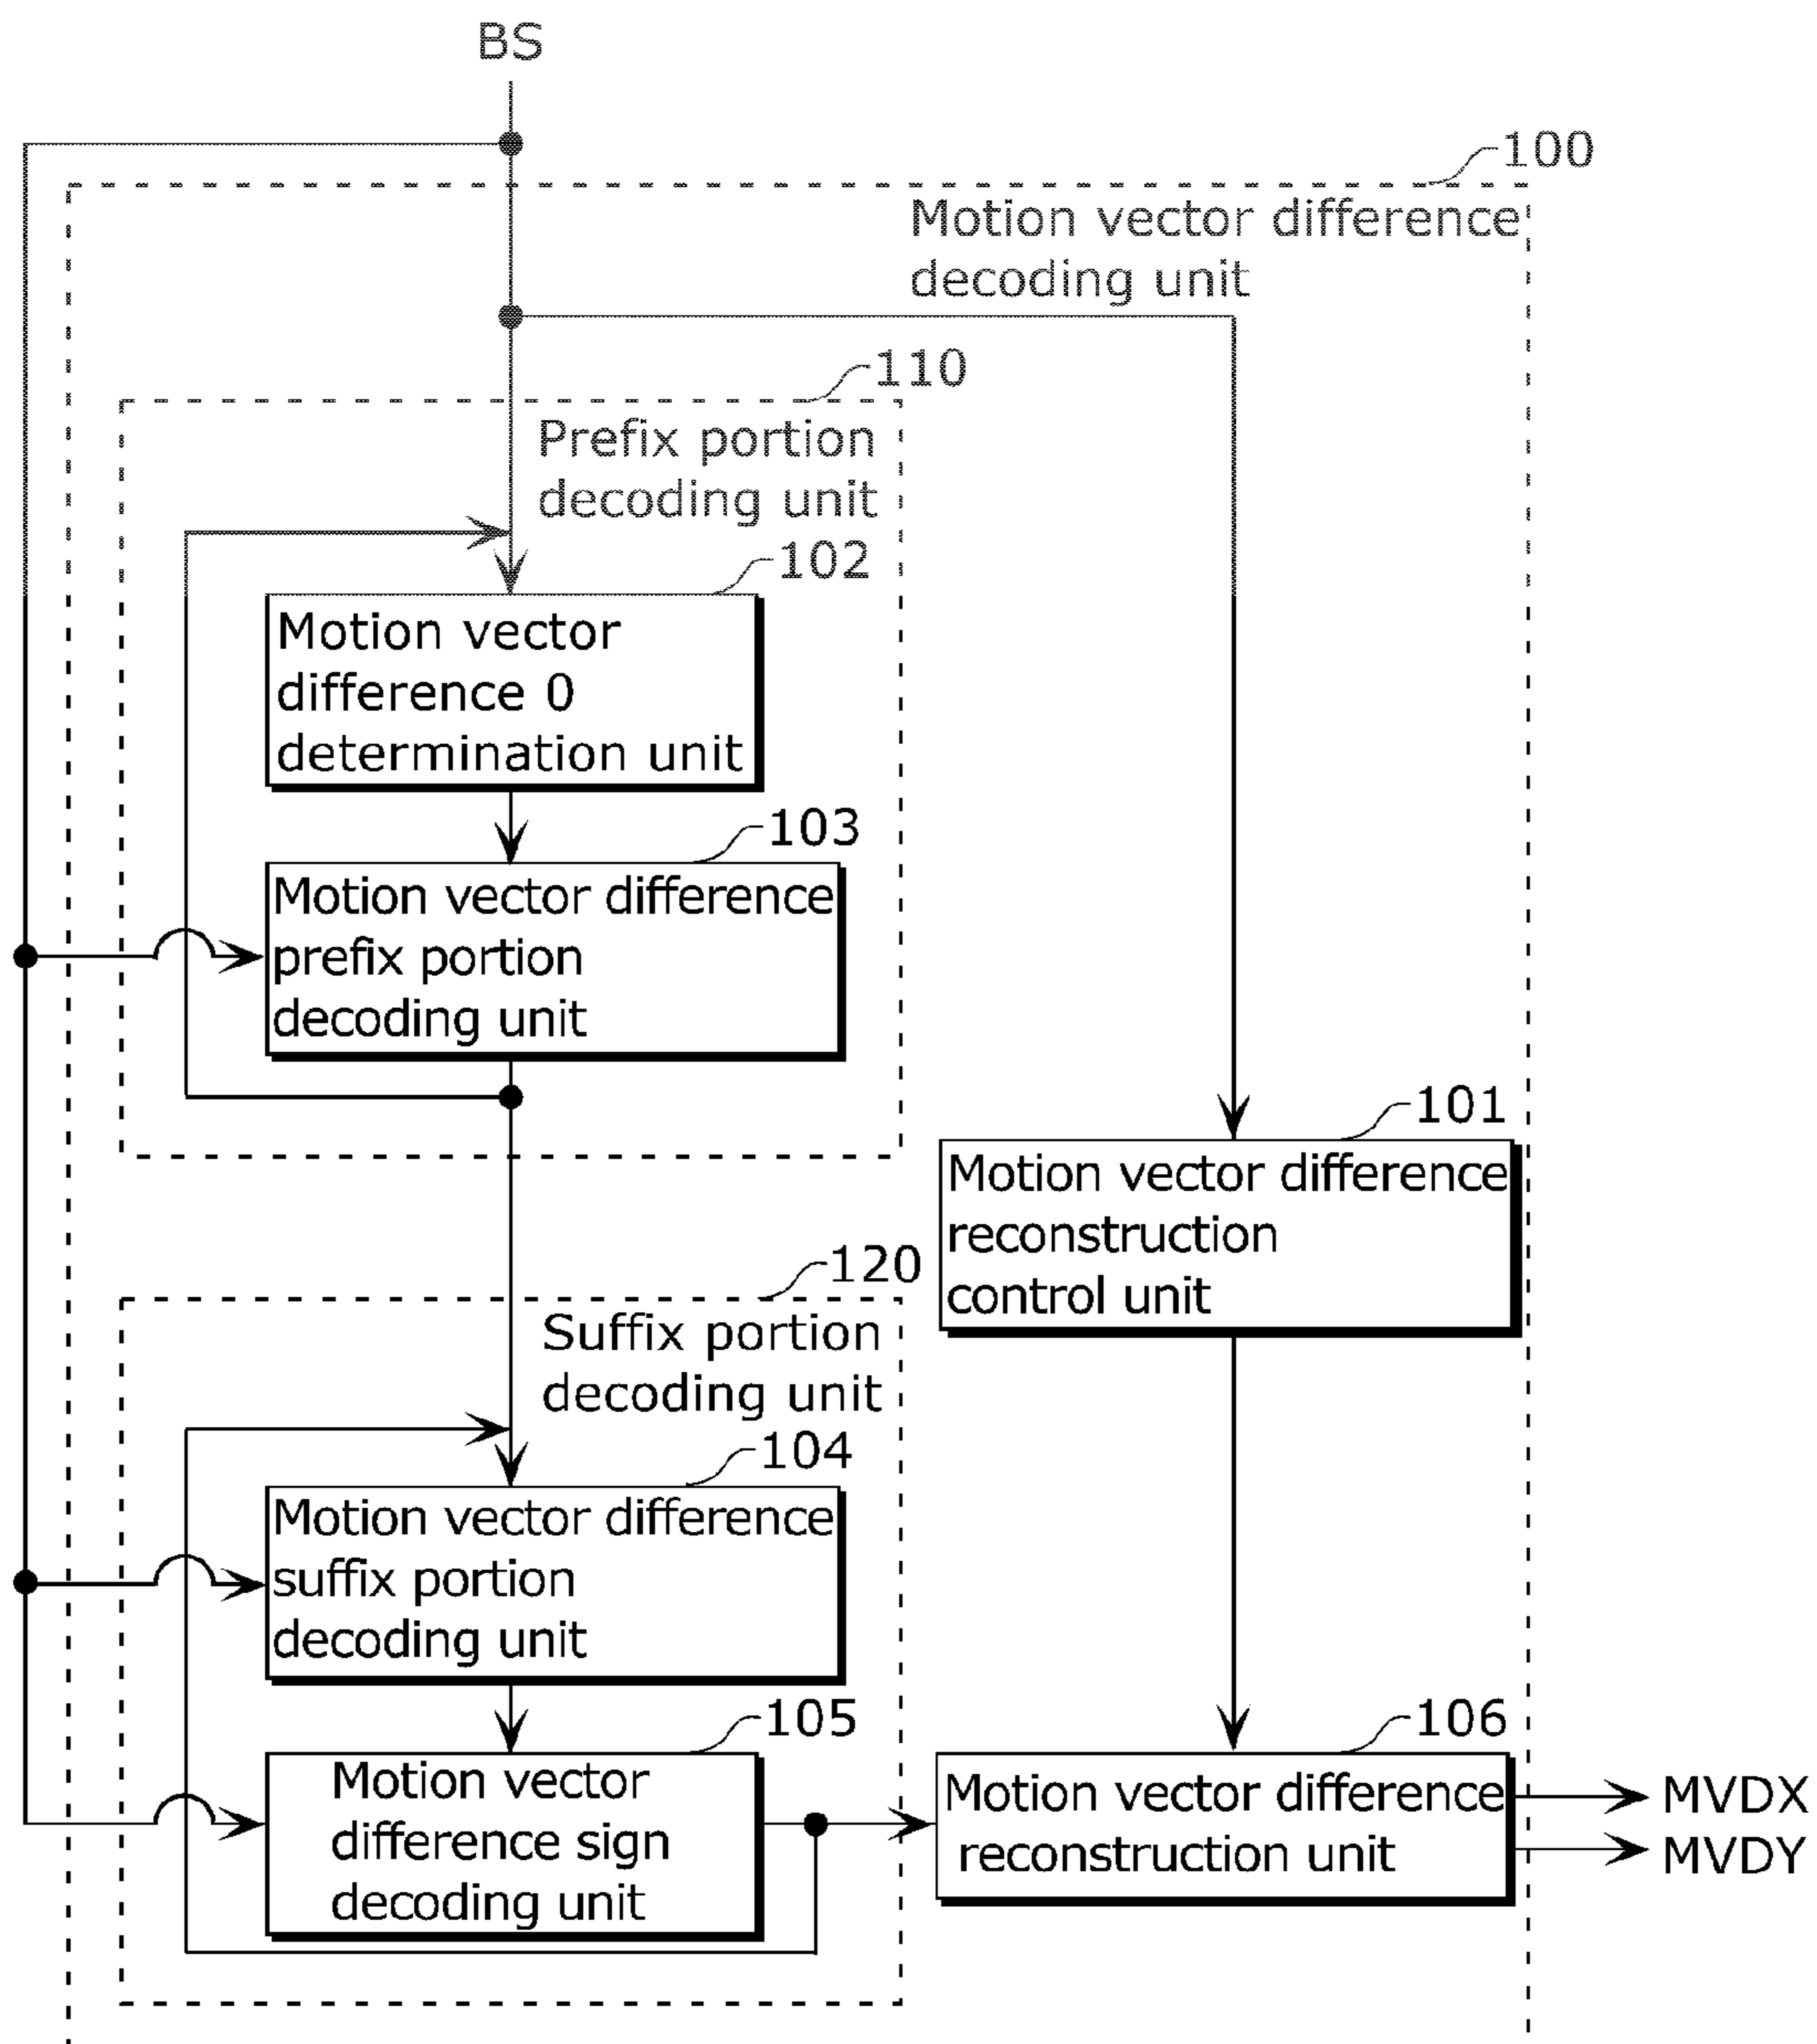 BS
100
Motion vector difference
decoding unit
110
Prefix portion
decoding unit
102
Motion vector
difference 0
determination unit
103
Motion vector difference
prefix portion
decoding unit
101
Motion vector difference
reconstruction
control unit
120
Suffix portion
decoding unit
104
Motion vector difference
suffix portion
decoding unit
105
Motion vector
difference sign
decoding unit
106
Motion vector difference
reconstruction unit
MVDX
MVDY